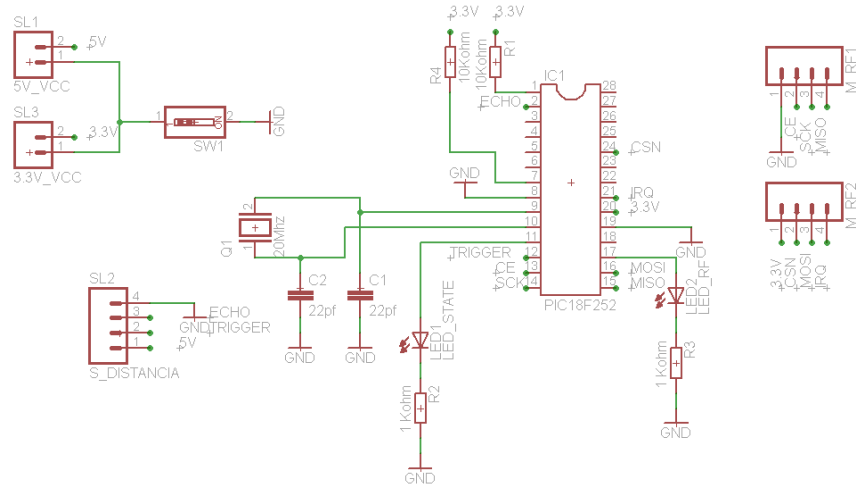 SL1
2
5V
1
5V_VCC
SL3
2
3.3V
1
3.3V_VCC
1
ON
2
SW1
GND
3.3V
3.3V
R4
10Kohm
10Kohm
R1
IC1
ECHO
1
2
3
4
5
6
7
8
9
10
11
12
13
14
28
27
26
25
24
23
22
21
20
19
18
17
16
15
CSN
IRQ
3.3V
GND
TRIGGER
CE
SCK
MOSI
MISO
PIC18F252
GND
2
1
Q1
20Mhz
C2
22pf
C1
22pf
GND
GND
SL2
4
3
2
1
ECHO
GND
TRIGGER
5V
S_DISTANCIA
LED1
LED_STATE
1 Kohm
R2
GND
LED2
LED_RF
1 Kohm
R3
GND
M_RF1
1
2
3
4
CE
SCK
MISO
GND
M_RF2
1
2
3
4
3.3V
CSN
MOSI
IRQ